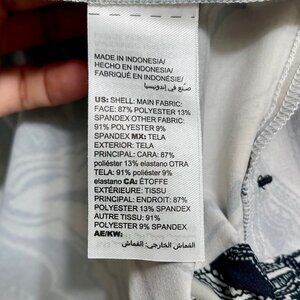 MADE IN INDONESIA/
HECHO EN INDONESIA/
FABRIQUÉ EN INDONÉSIE/
صنع في إندونيسيا
US: SHELL: MAIN FABRIC:
FACE: 87% POLYESTER 13%
SPANDEX OTHER FABRIC:
91% POLYESTER 9%
SPANDEX MX: TELA
EXTERIOR: TELA
PRINCIPAL: CARA: 87%
poliéster 13% elastano OTRA
TELA: 91% poliéster 9%
elastano CA: ÉTOFFE
EXTÉRIEURE: TISSU
PRINCIPAL: ENDROIT: 87%
POLYESTER 13% SPANDEX
AUTRE TISSU: 91%
POLYESTER 9% SPANDEX
AE/KW:
القماش الخارجي: القماش